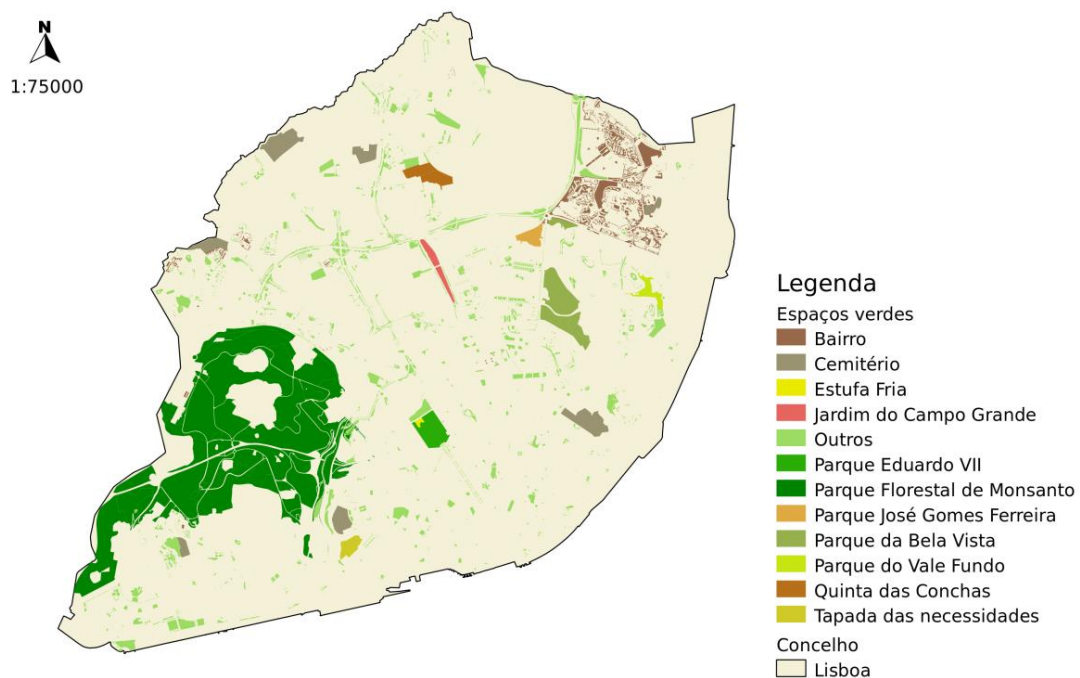 N
1:75000
Legenda
Espaços verdes
Bairro
Cemitério
Estufa Fria
Jardim do Campo Grande
Outros
Parque Eduardo VII
Parque Florestal de Monsanto
Parque José Gomes Ferreira
Parque da Bela Vista
Parque do Vale Fundo
Quinta das Conchas
Tapada das necessidades
Concelho
Lisboa